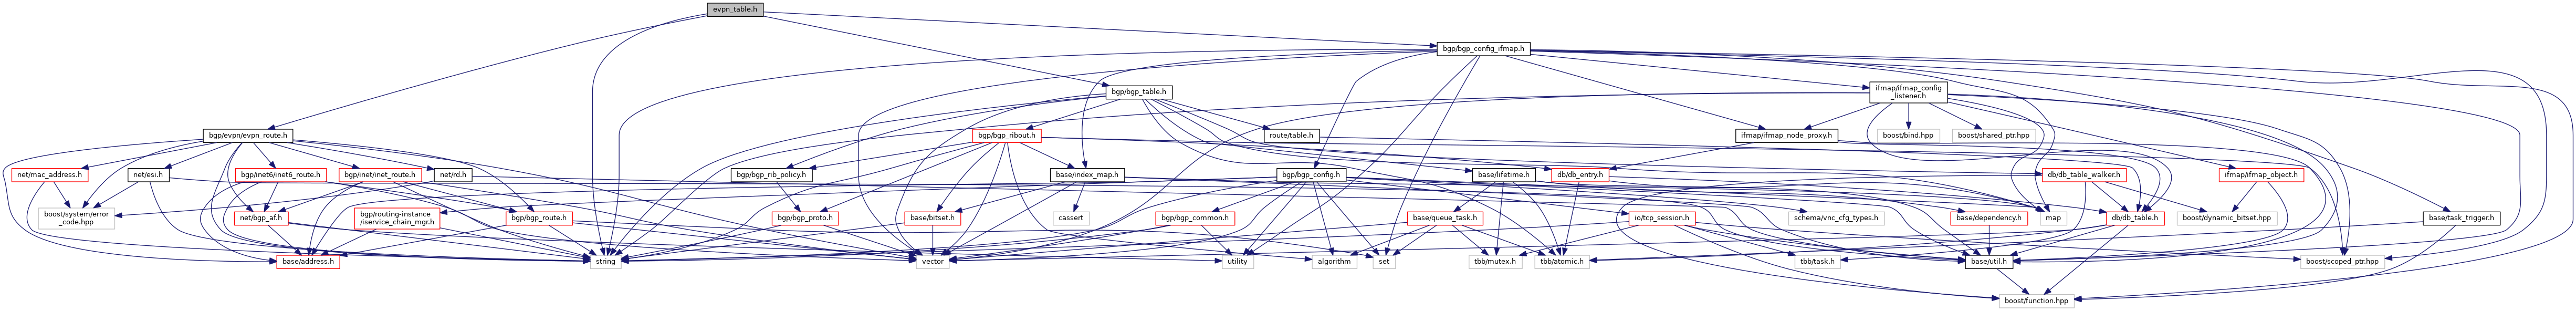 evpn_table.h
bgp/bgp_config_ifmap.h
bgp/bgp_table.h
ifmap/ifmap_config
_listener.h
bgp/evpn/evpn_route.h
bgp/bgp_ribout.h
route/table.h
ifmap/ifmap_node_proxy.h
boost/bind.hpp
boost/shared_ptr.hpp
net/mac_address.h
net/esi.h
bgp/inet6/inet6_route.h
bgp/inet/inet_route.h
net/rd.h
bgp/bgp_rib_policy.h
base/index_map.h
bgp/bgp_config.h
base/lifetime.h
db/db_entry.h
db/db_table_walker.h
ifmap/ifmap_object.h
boost/system/error
_code.hpp
net/bgp_af.h
bgp/routing-instance
/iservice_chain_mgr.h
bgp/bgp_route.h
bgp/bgp_proto.h
base/bitset.h
cassert
bgp/bgp_common.h
base/queue_task.h
io/tcp_session.h
schema/vnc_cfg_types.h
base/dependency.h
map
db/db_table.h
boost/dynamic_bitset.hpp
base/task_trigger.h
base/address.h
string
vector
utility
algorithm
set
tbb/mutex.h
tbb/atomic.h
tbb/task.h
base/util.h
boost/scoped_ptr.hpp
boost/function.hpp